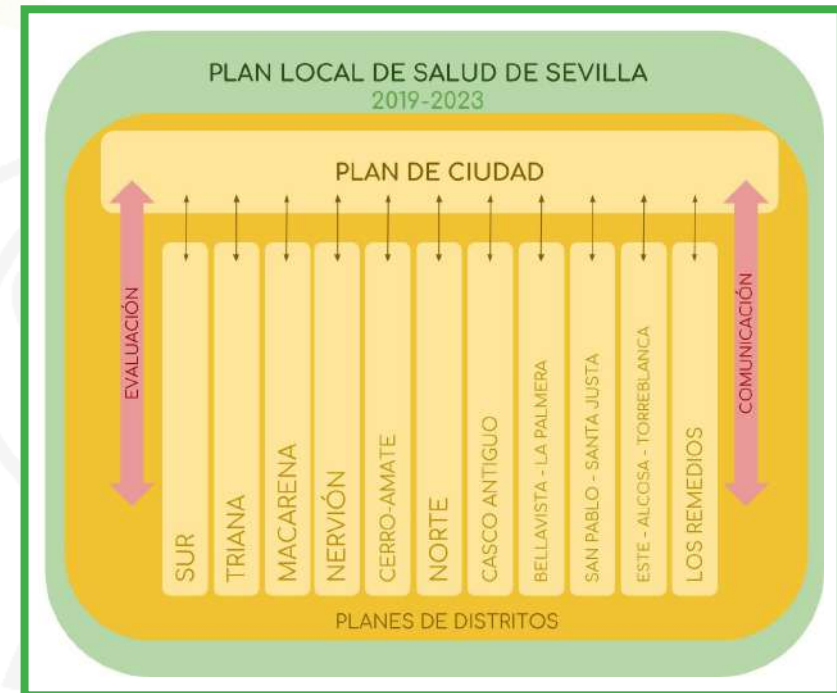 PLAN LOCAL DE SALUD DE SEVILLA
2019-2023
PLAN DE CIUDAD
EVALUACIÓN
SUR
TRIANA
MACARENA
NERVIÓN
CERRO-AMATE
NORTE
CASCO ANTIGUO
BELLAVISTA - LA PALMERA
SAN PABLO - SANTA JUSTA
ESTE - ALCOSA - TORREBLANCA
LOS REMEDIOS
COMUNICACIÓN
PLANES DE DISTRITOS